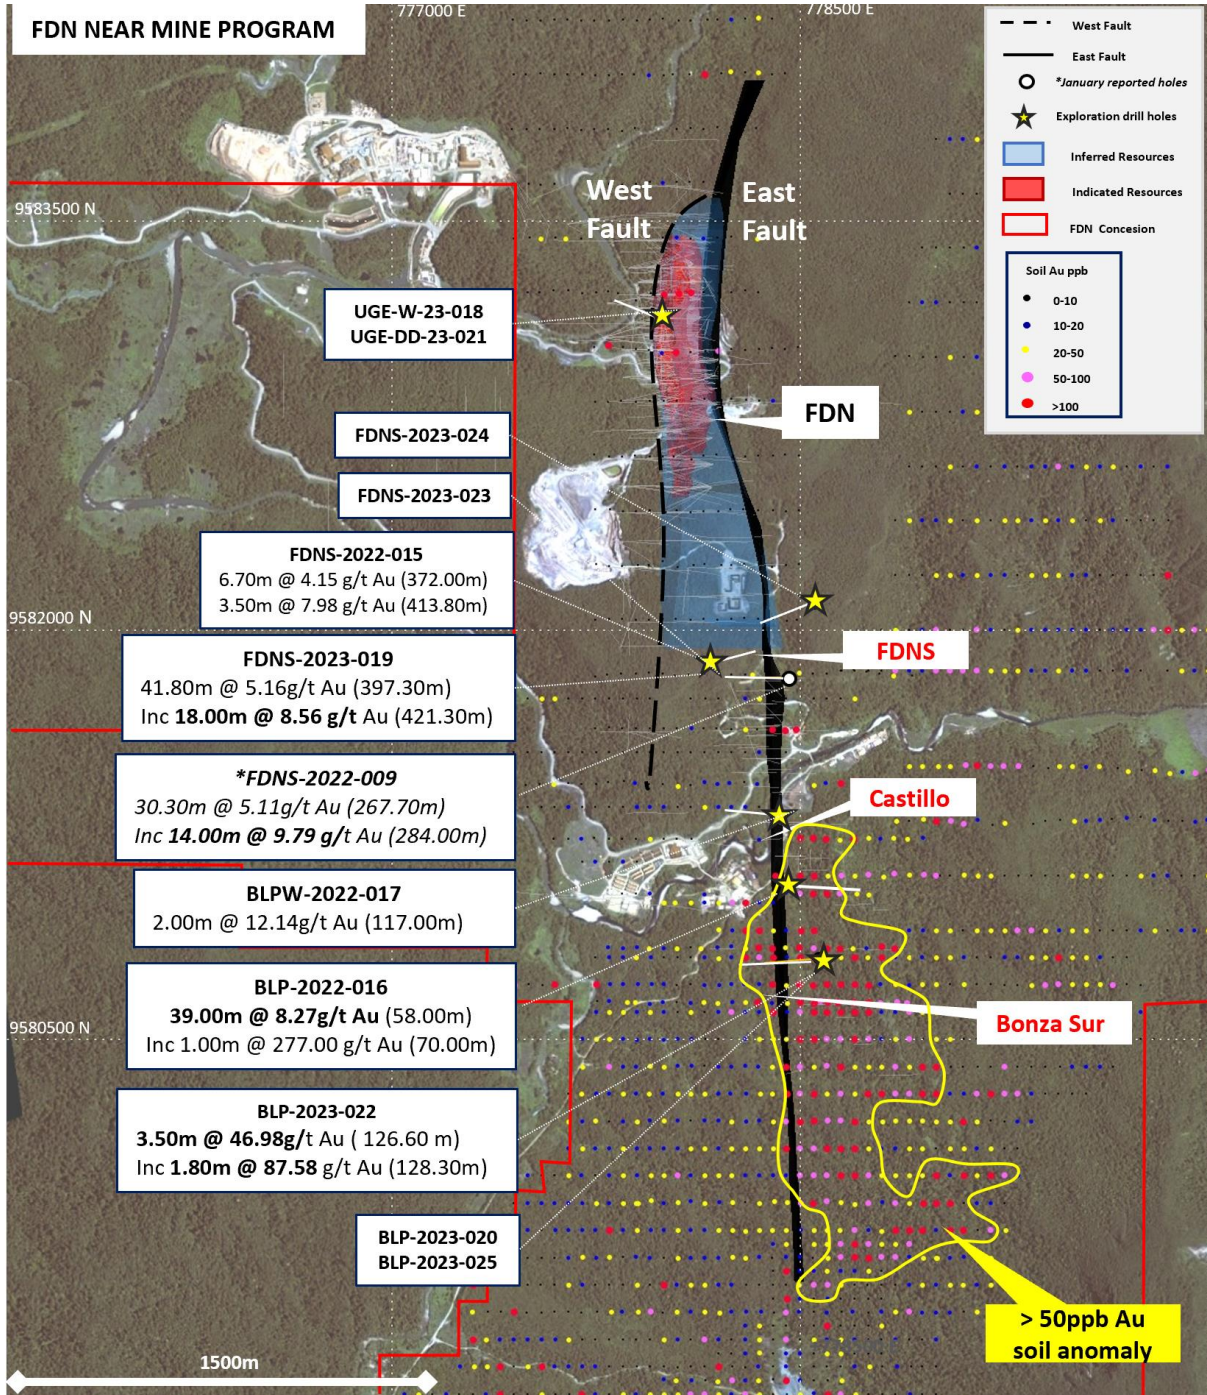 FDN NEAR MINE PROGRAM
777000 E
778500 E
West Fault
East Fault
*January reported holes
Exploration drill holes
Inferred Resources
Indicated Resources
FDN Concesion
Soil Au ppb
0-10
10-20
20-50
50-100
>100
9583500 N
West
Fault
East
Fault
UGE-W-23-018
UGE-DD-23-021
FDN
FDNS-2023-024
FDNS-2023-023
FDNS-2022-015
6.70m @ 4.15 g/t Au (372.00m)
3.50m @ 7.98 g/t Au (413.80m)
9582000 N
FDNS
FDNS-2023-019
41.80m @ 5.16g/t Au (397.30m)
Inc 18.00m @ 8.56 g/t Au (421.30m)
*FDNS-2022-009
30.30m @ 5.11g/t Au (267.70m)
Inc 14.00m @ 9.79 g/t Au (284.00m)
Castillo
BLPW-2022-017
2.00m @ 12.14g/t Au (117.00m)
BLP-2022-016
39.00m @ 8.27g/t Au (58.00m)
Inc 1.00m @ 277.00 g/t Au (70.00m)
9580500 N
Bonza Sur
BLP-2023-022
3.50m @ 46.98g/t Au ( 126.60 m)
Inc 1.80m @ 87.58 g/t Au (128.30m)
BLP-2023-020
BLP-2023-025
> 50ppb Au
soil anomaly
1500m